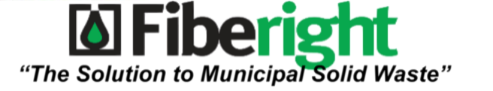 Fiberight
“The Solution to Municipal Solid Waste”